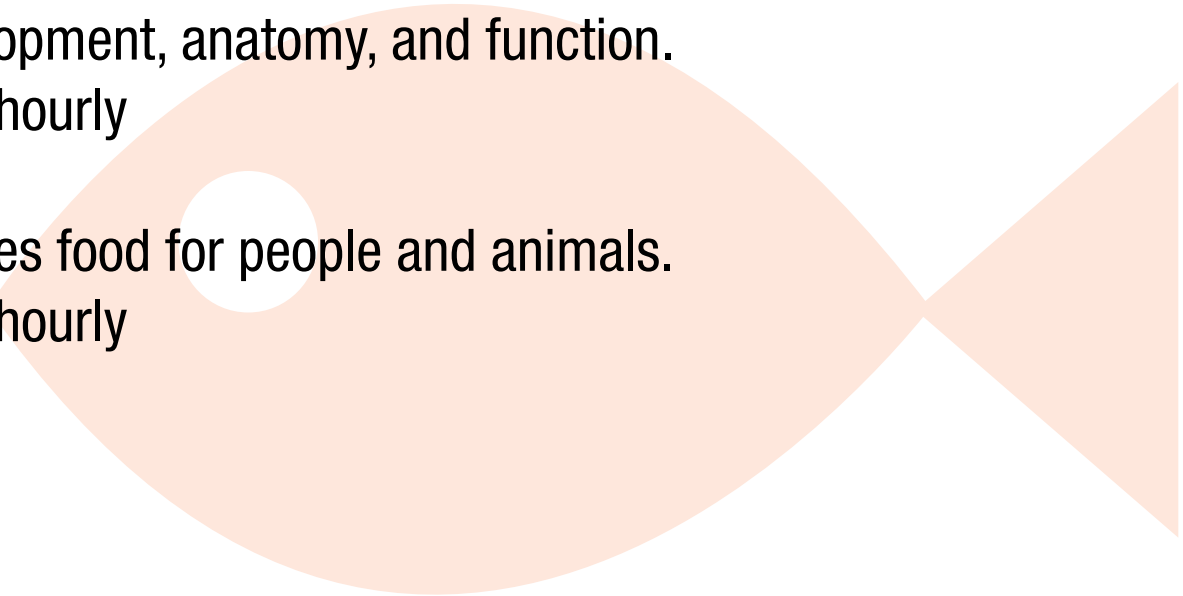 opment, anatomy, and function.
hourly
es food for people and animals.
hourly